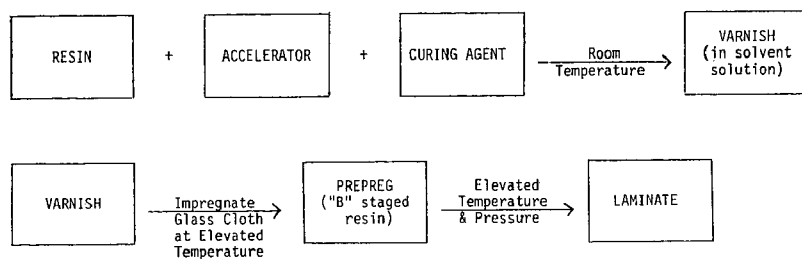 RESIN + ACCELERATOR + CURING AGENT Room Temperature VARNISH
(in solvent
solution)
VARNISH Impregnate
Glass Cloth
at Elevated
Temperature
PREPREG
("B" staged
resin)
Elevated
Temperature
& Pressure
LAMINATE